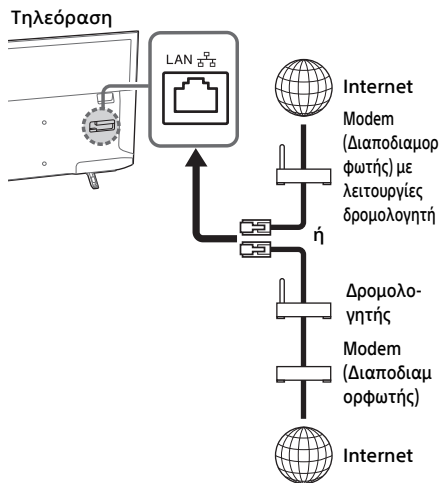 Τηλεόραση
LAN
Internet
Modem
(Διαποδιαμορ
φωτής) με
λειτουργίες
δρομολογητή
ή
Δρομολο-
γητής
Modem
(Διαποδιαμ
ορφωτής)
Internet